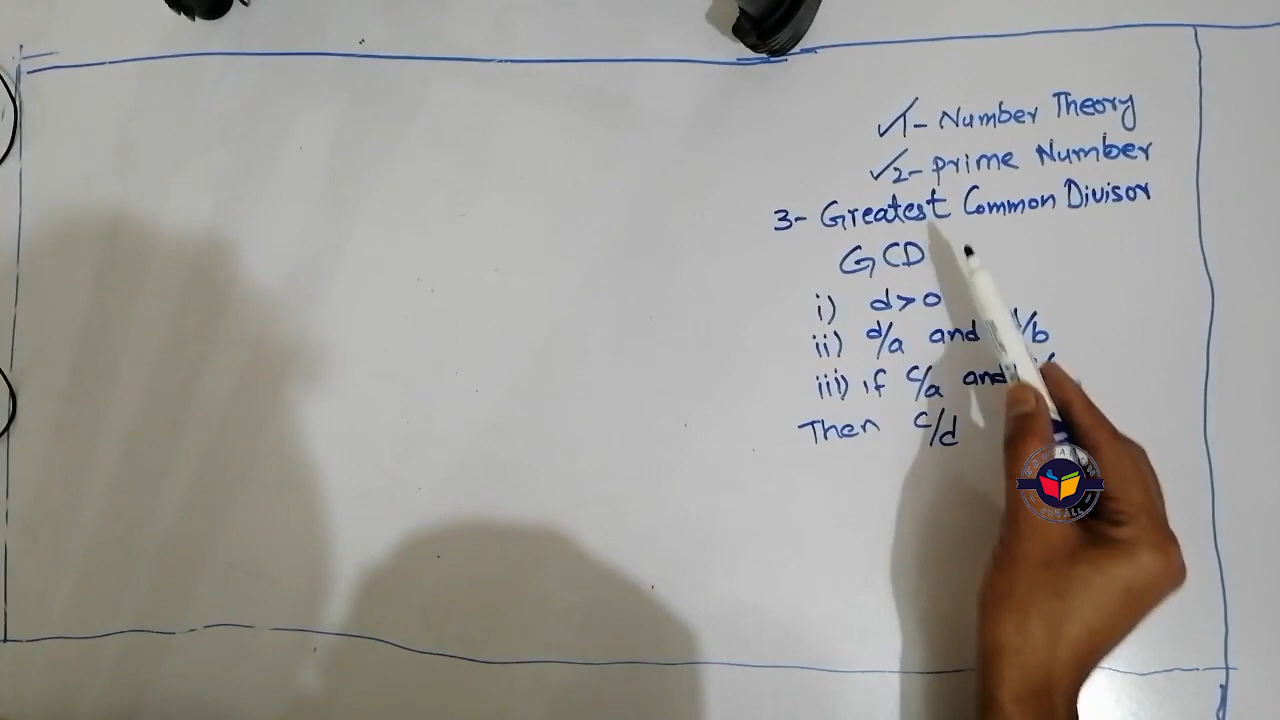 ✓1- Number Theory
✓2- prime Number
3- Greatest Common Divisor
GCD
i) d>0
ii) d/a and /b
iii) if c/a and
Then c/d